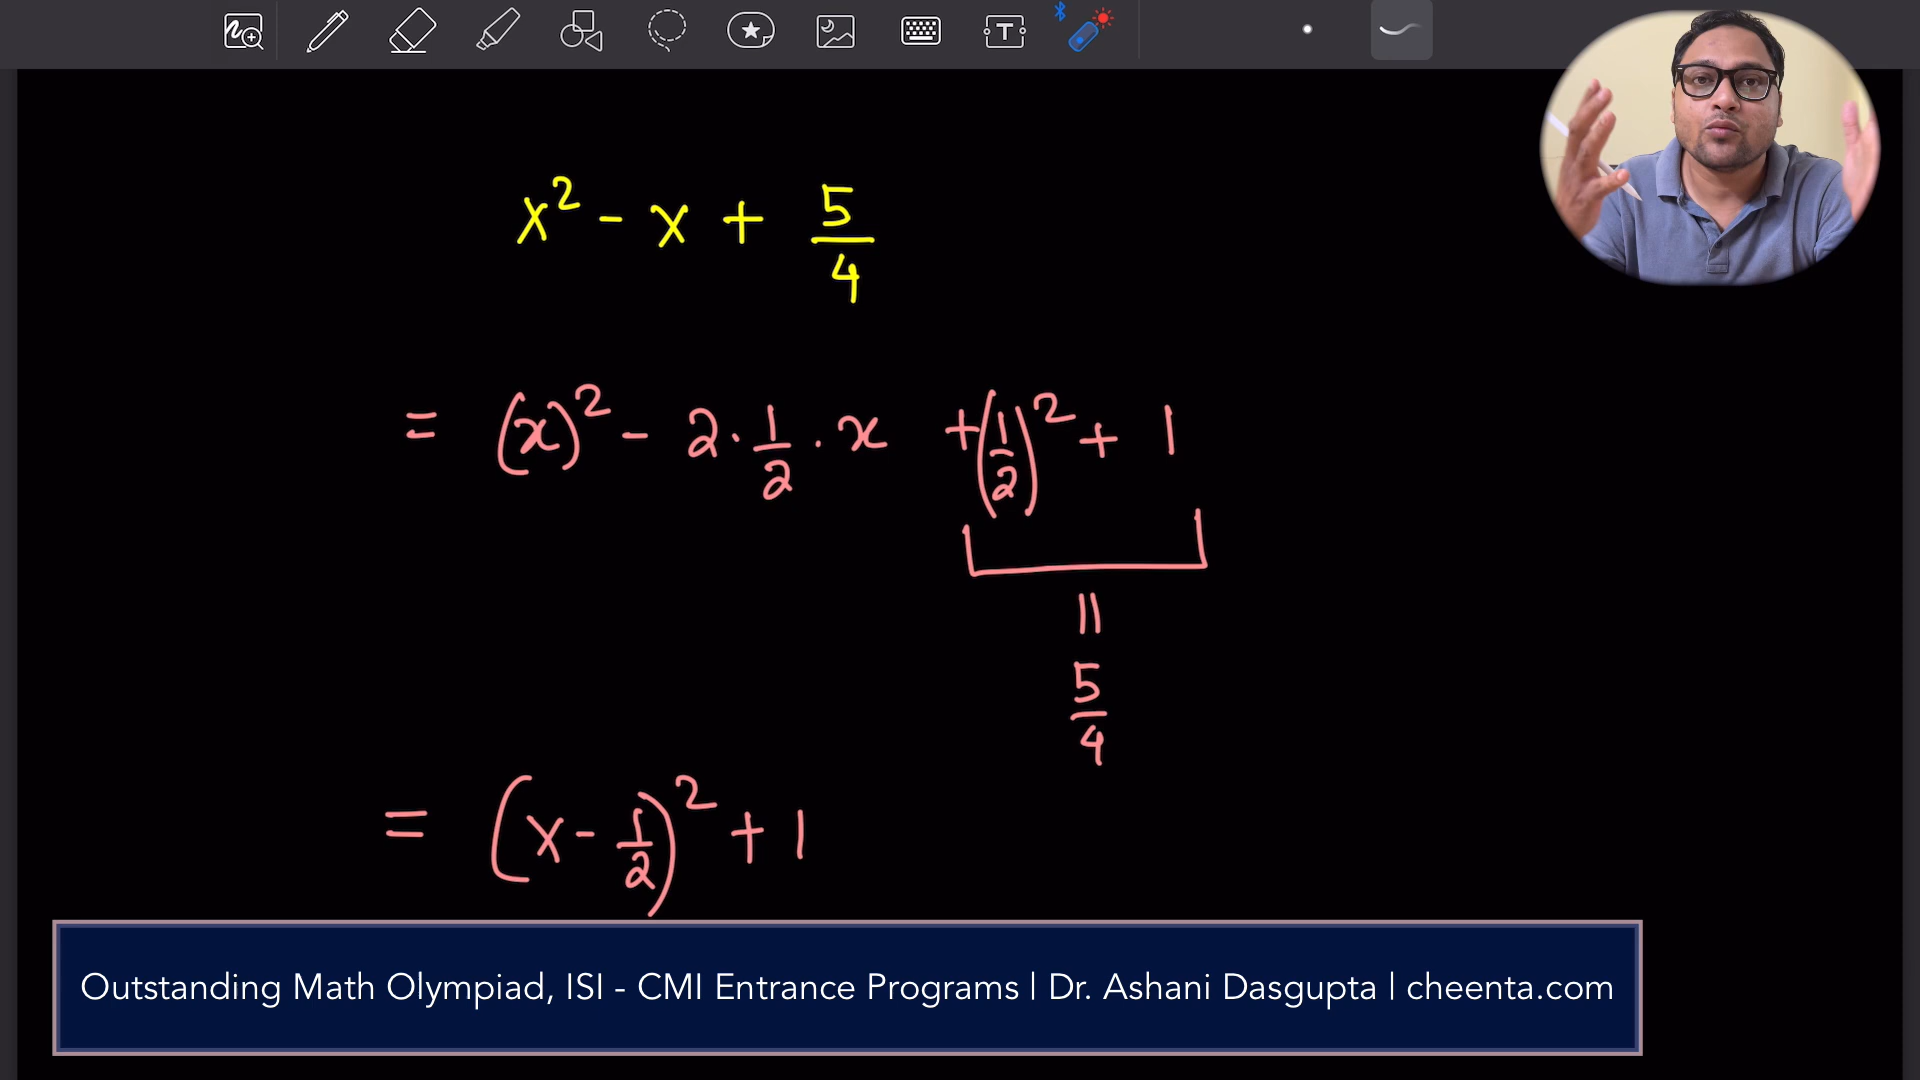 x² - x + 5/4
= (x)² - 2 · 1/2 · x + (1/2)² + 1
=
5/4
= (x - 1/2)² + 1
Outstanding Math Olympiad, ISI - CMI Entrance Programs | Dr. Ashani Dasgupta | cheenta.com